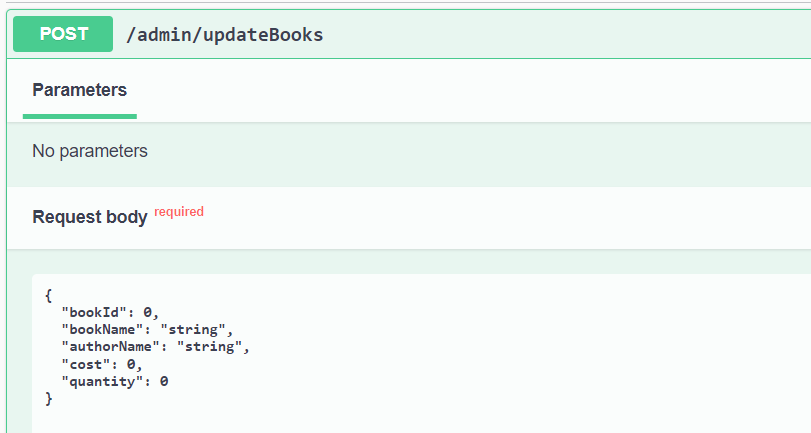 POST /admin/updateBooks
Parameters
No parameters
Request body required
{
"bookId": 0,
"bookName": "string",
"authorName": "string",
"cost": 0,
"quantity": 0
}